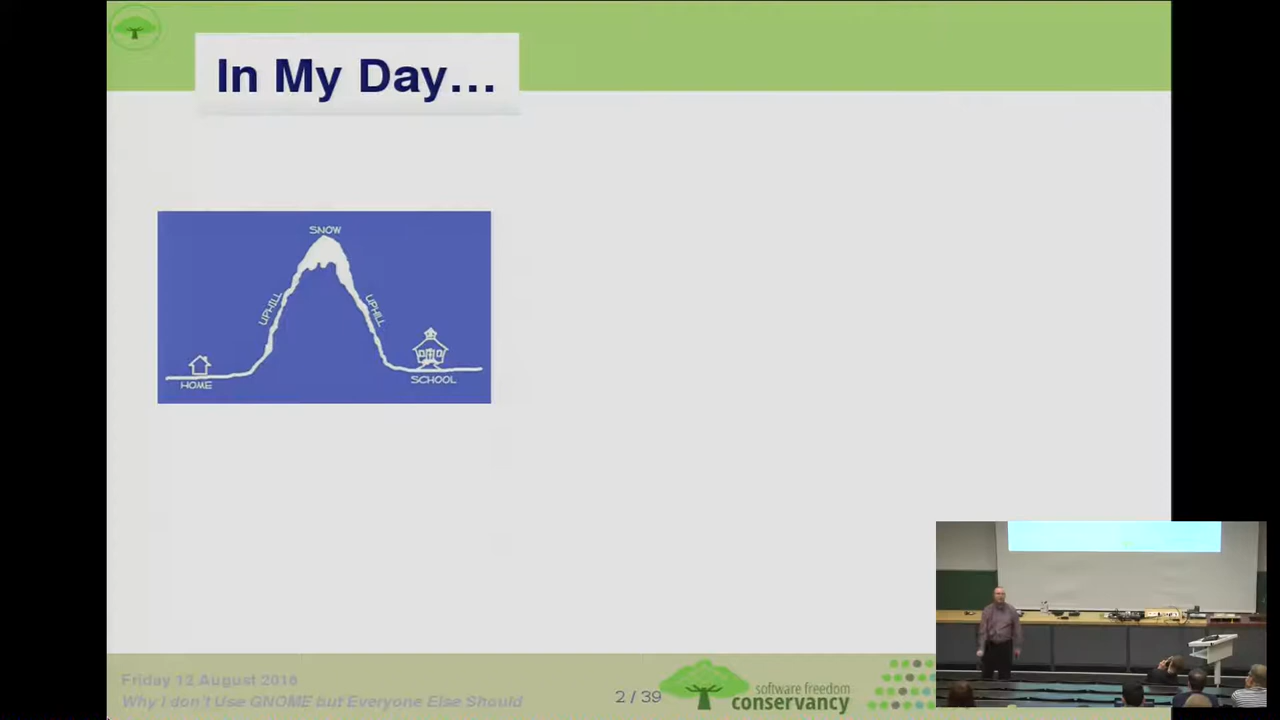 In My Day...
SNOW
UPHILL
UPHILL
HOME
SCHOOL
Friday 12 August 2016
Why I don't Use GNOME but Everyone Else Should
2 / 39
software freedom
conservancy